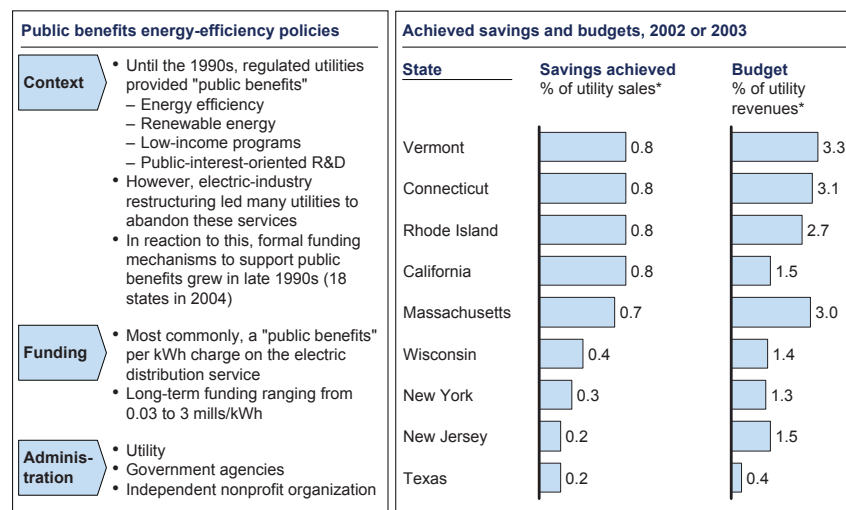 Public benefits energy-efficiency policies
Context
• Until the 1990s, regulated utilities
provided "public benefits"
– Energy efficiency
– Renewable energy
– Low-income programs
– Public-interest-oriented R&D
• However, electric-industry
restructuring led many utilities to
abandon these services
• In reaction to this, formal funding
mechanisms to support public
benefits grew in late 1990s (18
states in 2004)
Funding
• Most commonly, a "public benefits"
per kWh charge on the electric
distribution service
• Long-term funding ranging from
0.03 to 3 mills/kWh
Adminis-
tration
• Utility
• Government agencies
• Independent nonprofit organization
Achieved savings and budgets, 2002 or 2003
State Savings achieved Budget
% of utility sales* % of utility
revenues*
Vermont 0.8 3.3
Connecticut 0.8 3.1
Rhode Island 0.8 2.7
California 0.8 1.5
Massachusetts 0.7 3.0
Wisconsin 0.4 1.4
New York 0.3 1.3
New Jersey 0.2 1.5
Texas 0.2 0.4